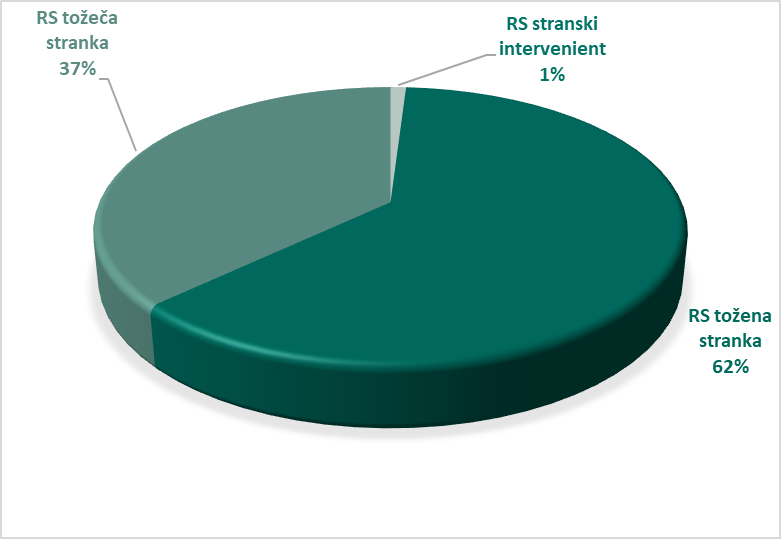 RS tožeča
stranka
37%
RS stranski
intervenient
1%
RS tožena
stranka
62%